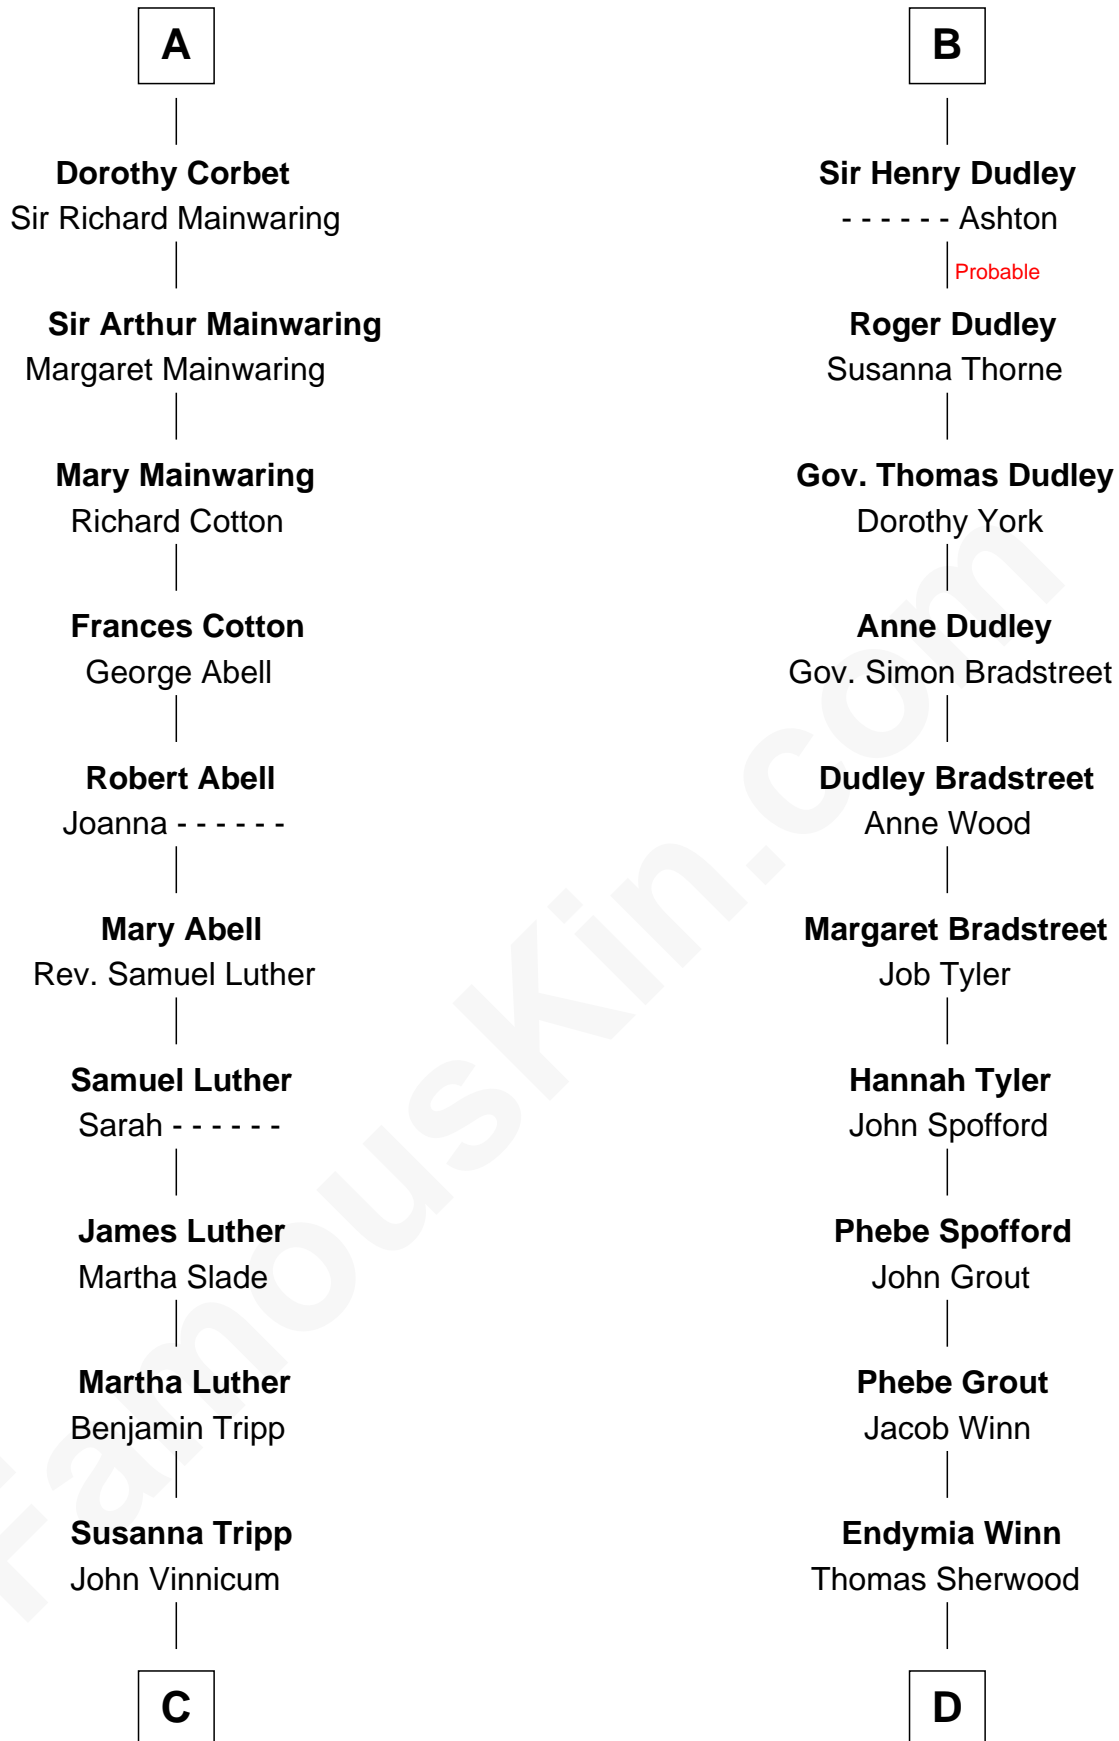 A
Dorothy Corbet
Sir Richard Mainwaring
Sir Arthur Mainwaring
Margaret Mainwaring
Mary Mainwaring
Richard Cotton
Frances Cotton
George Abell
Robert Abell
Joanna - - - - - -
Mary Abell
Rev. Samuel Luther
Samuel Luther
Sarah - - - - - -
James Luther
Martha Slade
Martha Luther
Benjamin Tripp
Susanna Tripp
John Vinnicum
C
B
Sir Henry Dudley
- - - - - - Ashton
Probable
Roger Dudley
Susanna Thorne
Gov. Thomas Dudley
Dorothy York
Anne Dudley
Gov. Simon Bradstreet
Dudley Bradstreet
Anne Wood
Margaret Bradstreet
Job Tyler
Hannah Tyler
John Spofford
Phebe Spofford
John Grout
Phebe Grout
Jacob Winn
Endymia Winn
Thomas Sherwood
D
FamousKin.com